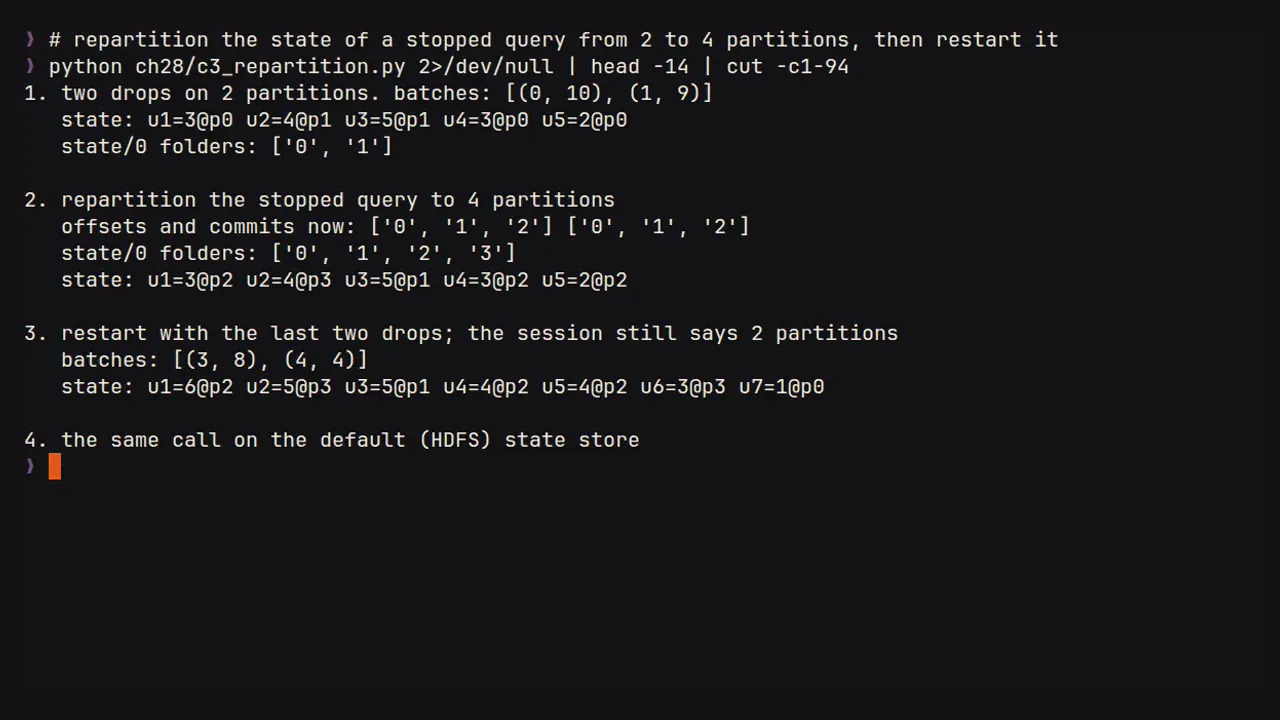 ❯ # repartition the state of a stopped query from 2 to 4 partitions, then restart it
❯ python ch28/c3_repartition.py 2>/dev/null | head -14 | cut -c1-94
1. two drops on 2 partitions. batches: [(0, 10), (1, 9)]
   state: u1=3@p0 u2=4@p1 u3=5@p1 u4=3@p0 u5=2@p0
   state/0 folders: ['0', '1']

2. repartition the stopped query to 4 partitions
   offsets and commits now: ['0', '1', '2'] ['0', '1', '2']
   state/0 folders: ['0', '1', '2', '3']
   state: u1=3@p2 u2=4@p3 u3=5@p1 u4=3@p2 u5=2@p2

3. restart with the last two drops; the session still says 2 partitions
   batches: [(3, 8), (4, 4)]
   state: u1=6@p2 u2=5@p3 u3=5@p1 u4=4@p2 u5=4@p2 u6=3@p3 u7=1@p0

4. the same call on the default (HDFS) state store
❯